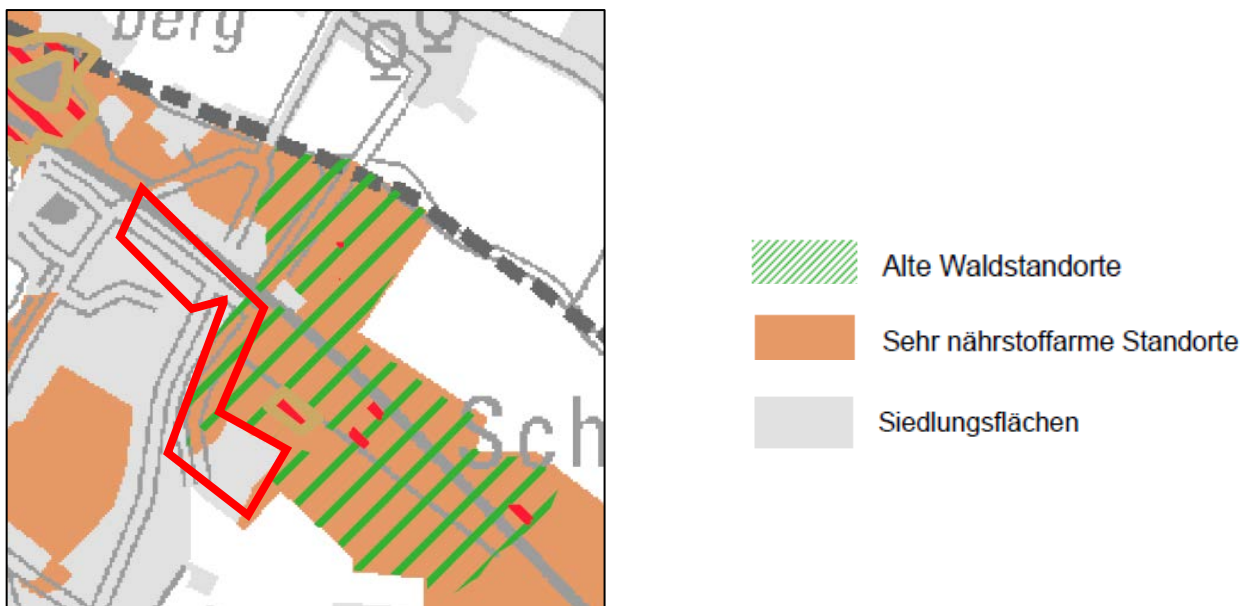 berg
Sch
Alte Waldstandorte
Sehr nährstoffarme Standorte
Siedlungsflächen